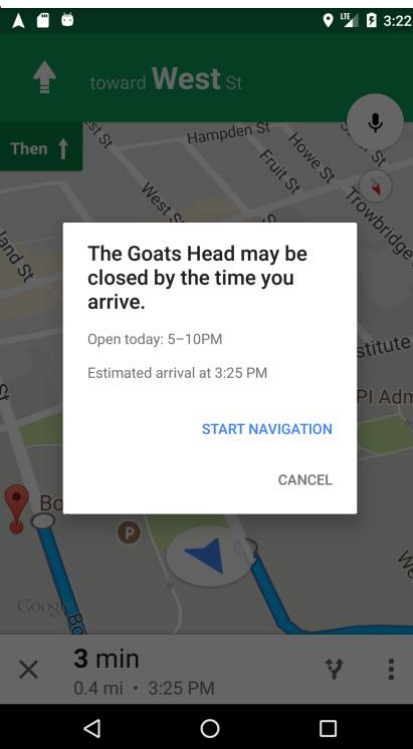 LTE 3:22
toward West St
Then
Hampden St
Howe St
Fruit St
West St
Trowbridge
The Goats Head may be
closed by the time you
arrive.
Open today: 5–10PM
Estimated arrival at 3:25 PM
START NAVIGATION
CANCEL
stitute
PI Adm
Bo
P
Google
3 min
0.4 mi • 3:25 PM